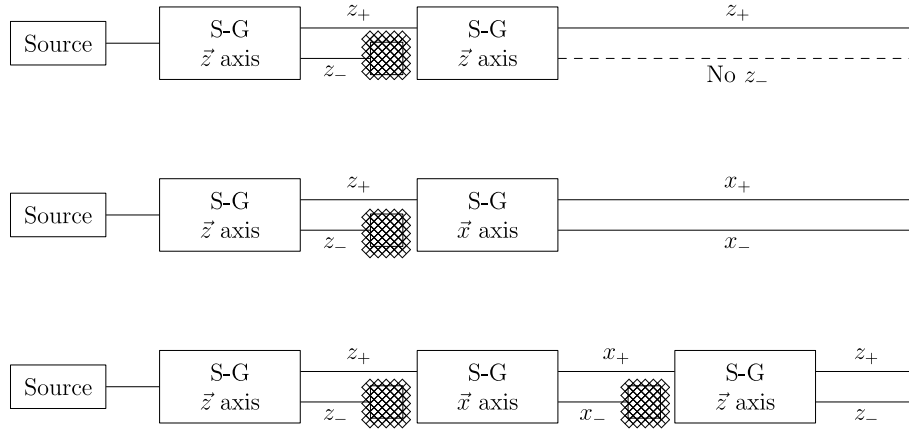 z₊ z₊
Source S-G z⃗ axis S-G z⃗ axis
z₋ No z₋
z₊ x₊
Source S-G z⃗ axis S-G x⃗ axis
z₋ x₋
z₊ x₊ z₊
Source S-G z⃗ axis S-G x⃗ axis S-G z⃗ axis
z₋ x₋ z₋